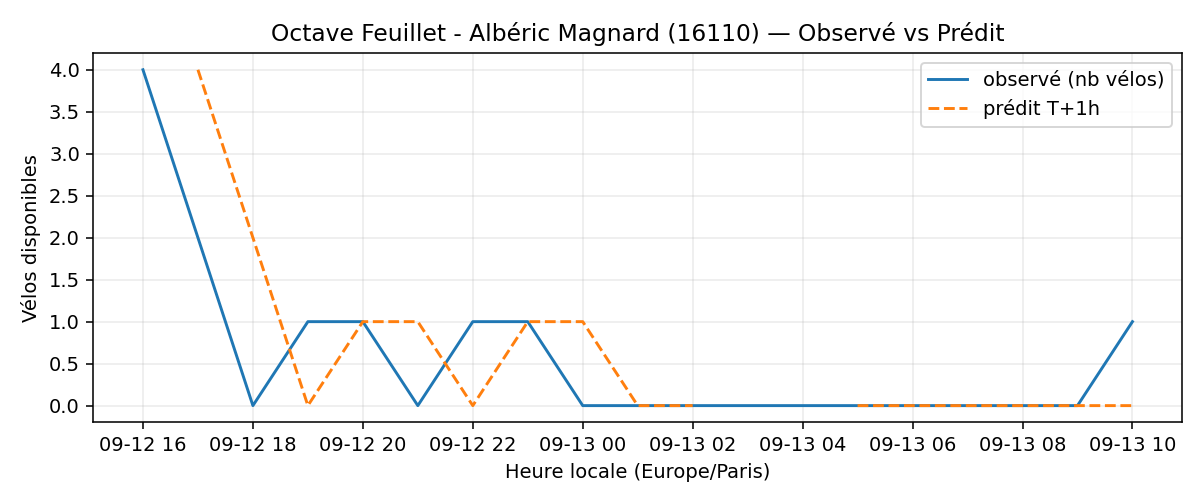 Octave Feuillet - Albéric Magnard (16110) — Observé vs Prédit
observé (nb vélos)
prédit T+1h
Vélos disponibles
4.0
3.5
3.0
2.5
2.0
1.5
1.0
0.5
0.0
09-12 16 09-12 18 09-12 20 09-12 22 09-13 00 09-13 02 09-13 04 09-13 06 09-13 08 09-13 10
Heure locale (Europe/Paris)